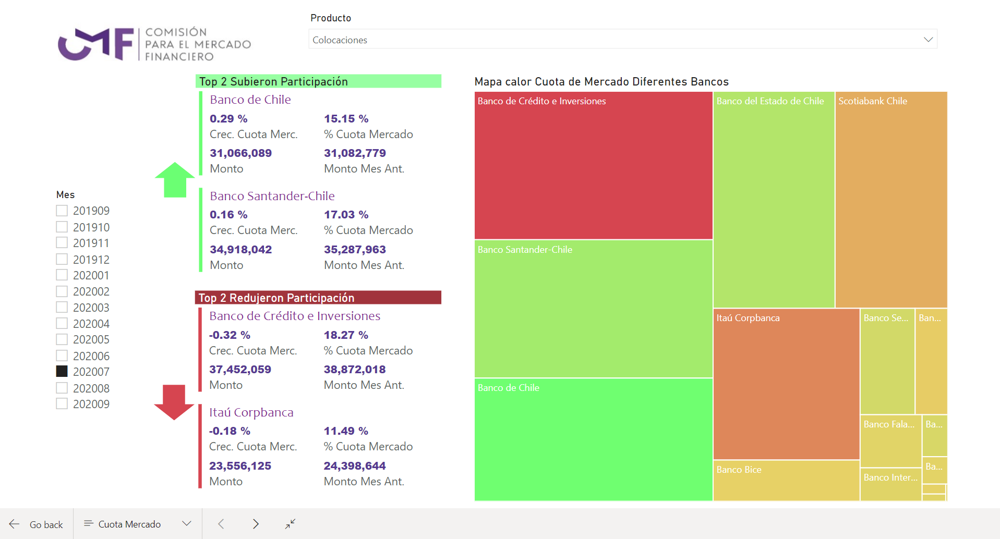 COMISIÓN
PARA EL MERCADO
FINANCIERO
Producto
Colocaciones
Mes
201909
201910
201911
201912
202001
202002
202003
202004
202005
202006
202007
202008
202009
Top 2 Subieron Participación
Banco de Chile
0.29 % 15.15 %
Crec. Cuota Merc. % Cuota Mercado
31,066,089 31,082,779
Monto Monto Mes Ant.
Banco Santander-Chile
0.16 % 17.03 %
Crec. Cuota Merc. % Cuota Mercado
34,918,042 35,287,963
Monto Monto Mes Ant.
Top 2 Redujeron Participación
Banco de Crédito e Inversiones
-0.32 % 18.27 %
Crec. Cuota Merc. % Cuota Mercado
37,452,059 38,872,018
Monto Monto Mes Ant.
Itaú Corpbanca
-0.18 % 11.49 %
Crec. Cuota Merc. % Cuota Mercado
23,556,125 24,398,644
Monto Monto Mes Ant.
Mapa calor Cuota de Mercado Diferentes Bancos
Banco de Crédito e Inversiones
Banco Santander-Chile
Banco de Chile
Banco del Estado de Chile
Scotiabank Chile
Itaú Corpbanca
Banco Bice
Banco Se...
Ban...
Banco Fala...
Ba...
Ba...
Banco Inter...
Go back
Cuota Mercado
CMF